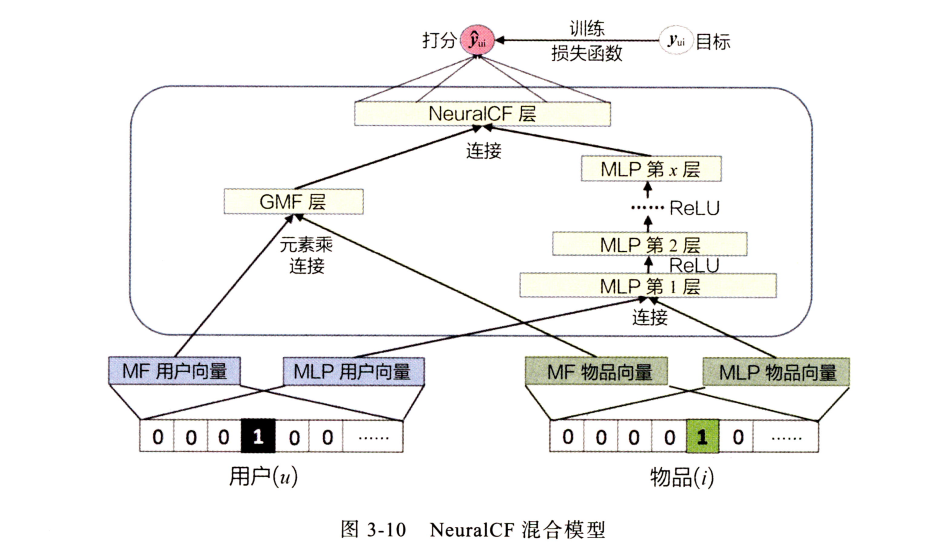 打分 ŷui 训练 yui 目标
损失函数
NeuralCF 层
连接
MLP 第 x 层
GMF 层
…… ReLU
元素乘
连接
MLP 第 2 层
ReLU
MLP 第 1 层
连接
MF 用户向量 MLP 用户向量 MF 物品向量 MLP 物品向量
0 0 0 1 0 0 …… 0 0 0 0 1 0 ……
用户(u) 物品(i)
图 3-10 NeuralCF 混合模型